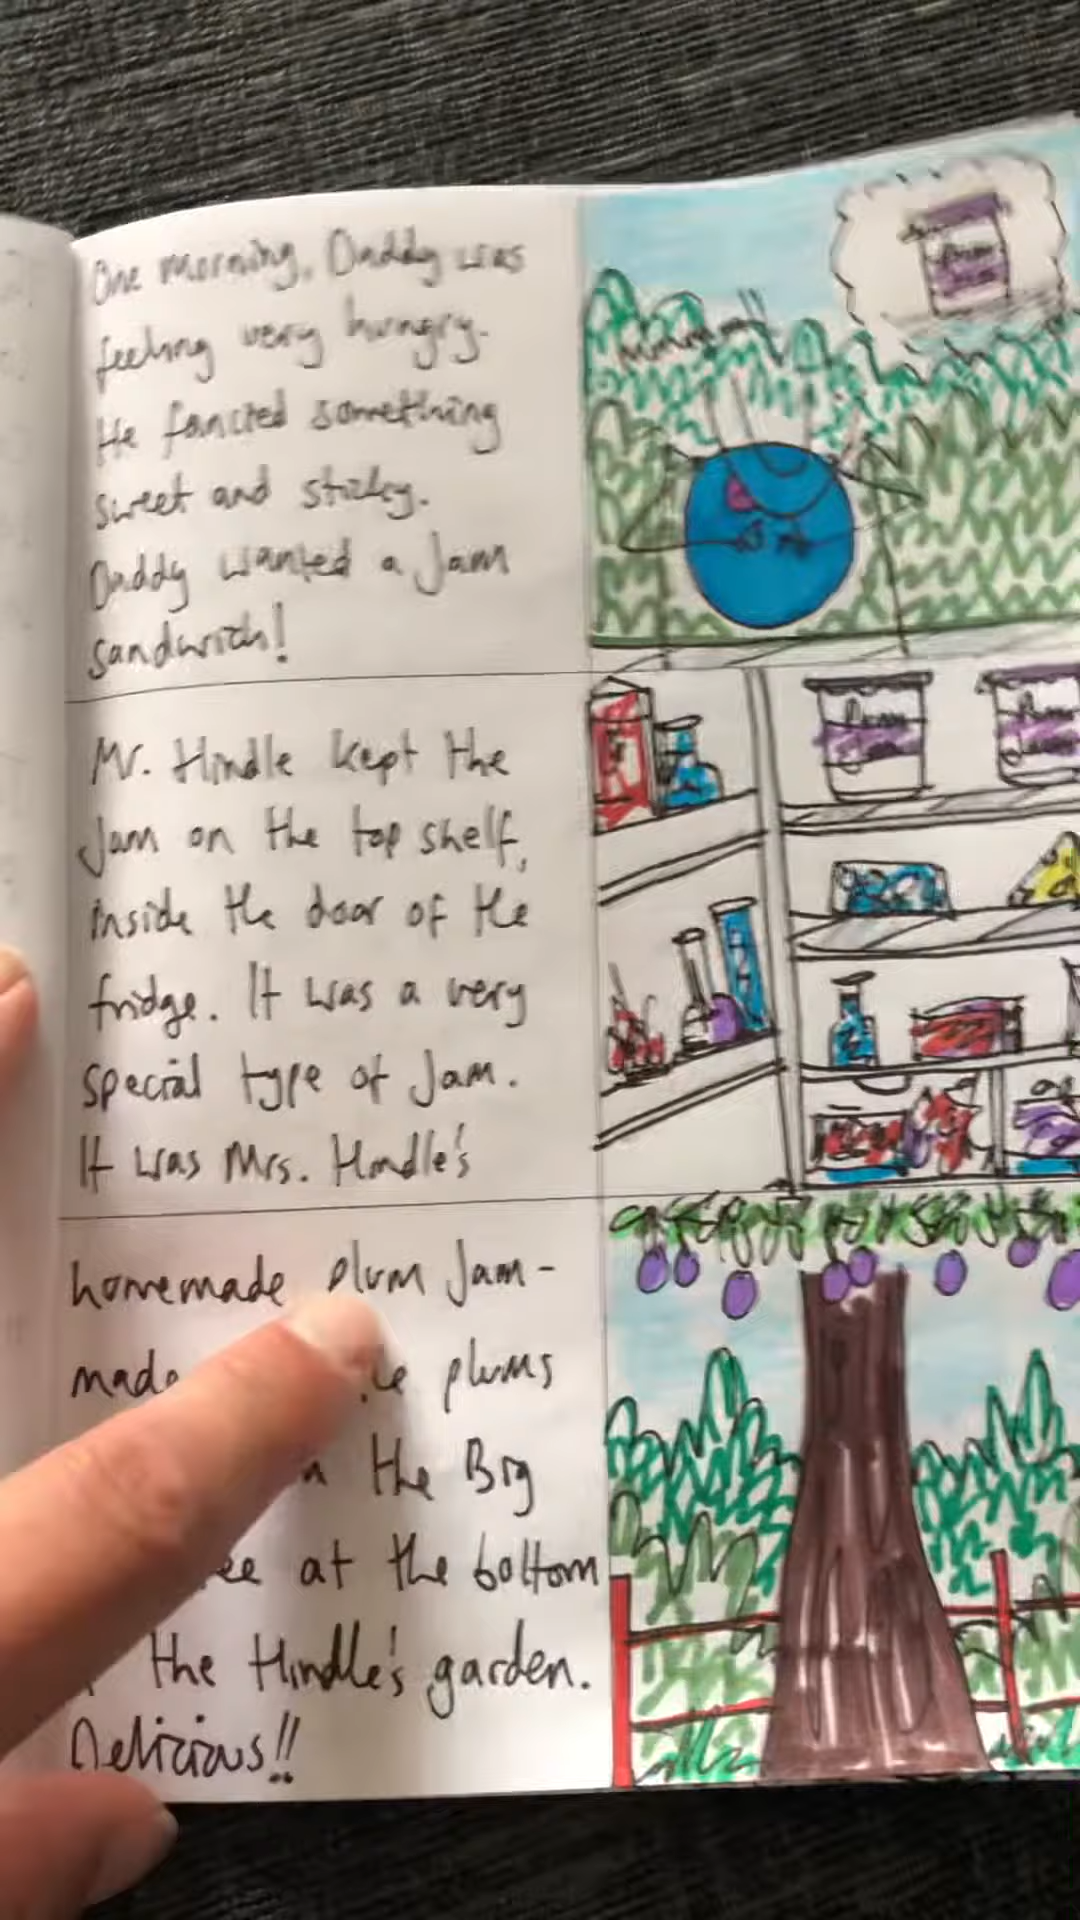 One morning, Daddy was
feeling very hungry.
He fancied something
sweet and sticky.
Daddy wanted a Jam
sandwich!
Mr. Hindle kept the
Jam on the top shelf,
inside the door of the
fridge. It was a very
special type of Jam.
It was Mrs. Hindle's
homemade plum Jam-
made plums
the Big
at the bottom
the Hindle's garden.
Delicious!!